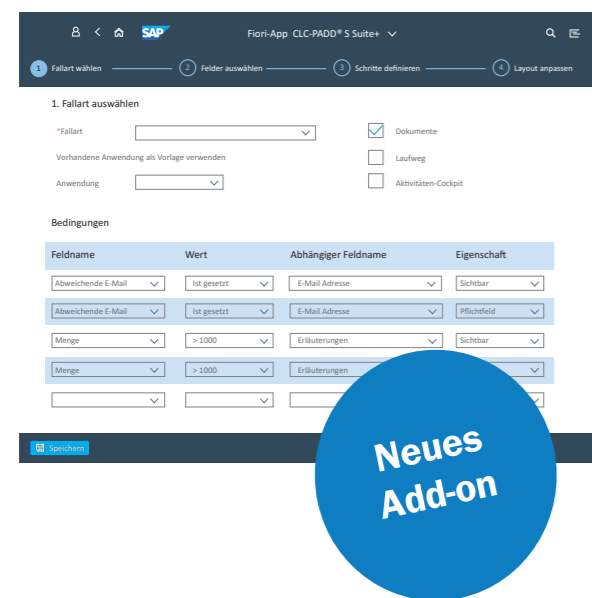 SAP Fiori-App CLC-PADD® S Suite+
1 Fallart wählen 2 Felder auswählen 3 Schritte definieren 4 Layout anpassen
1. Fallart auswählen
*Fallart Dokumente
Vorhandene Anwendung als Vorlage verwenden Laufweg
Anwendung Aktivitäten-Cockpit
Bedingungen
Feldname Wert Abhängiger Feldname Eigenschaft
Abweichende E-Mail Ist gesetzt E-Mail Adresse Sichtbar
Abweichende E-Mail Ist gesetzt E-Mail Adresse Pflichtfeld
Menge > 1000 Erläuterungen Sichtbar
Menge > 1000 Erläuterungen
Speichern
Neues
Add-on